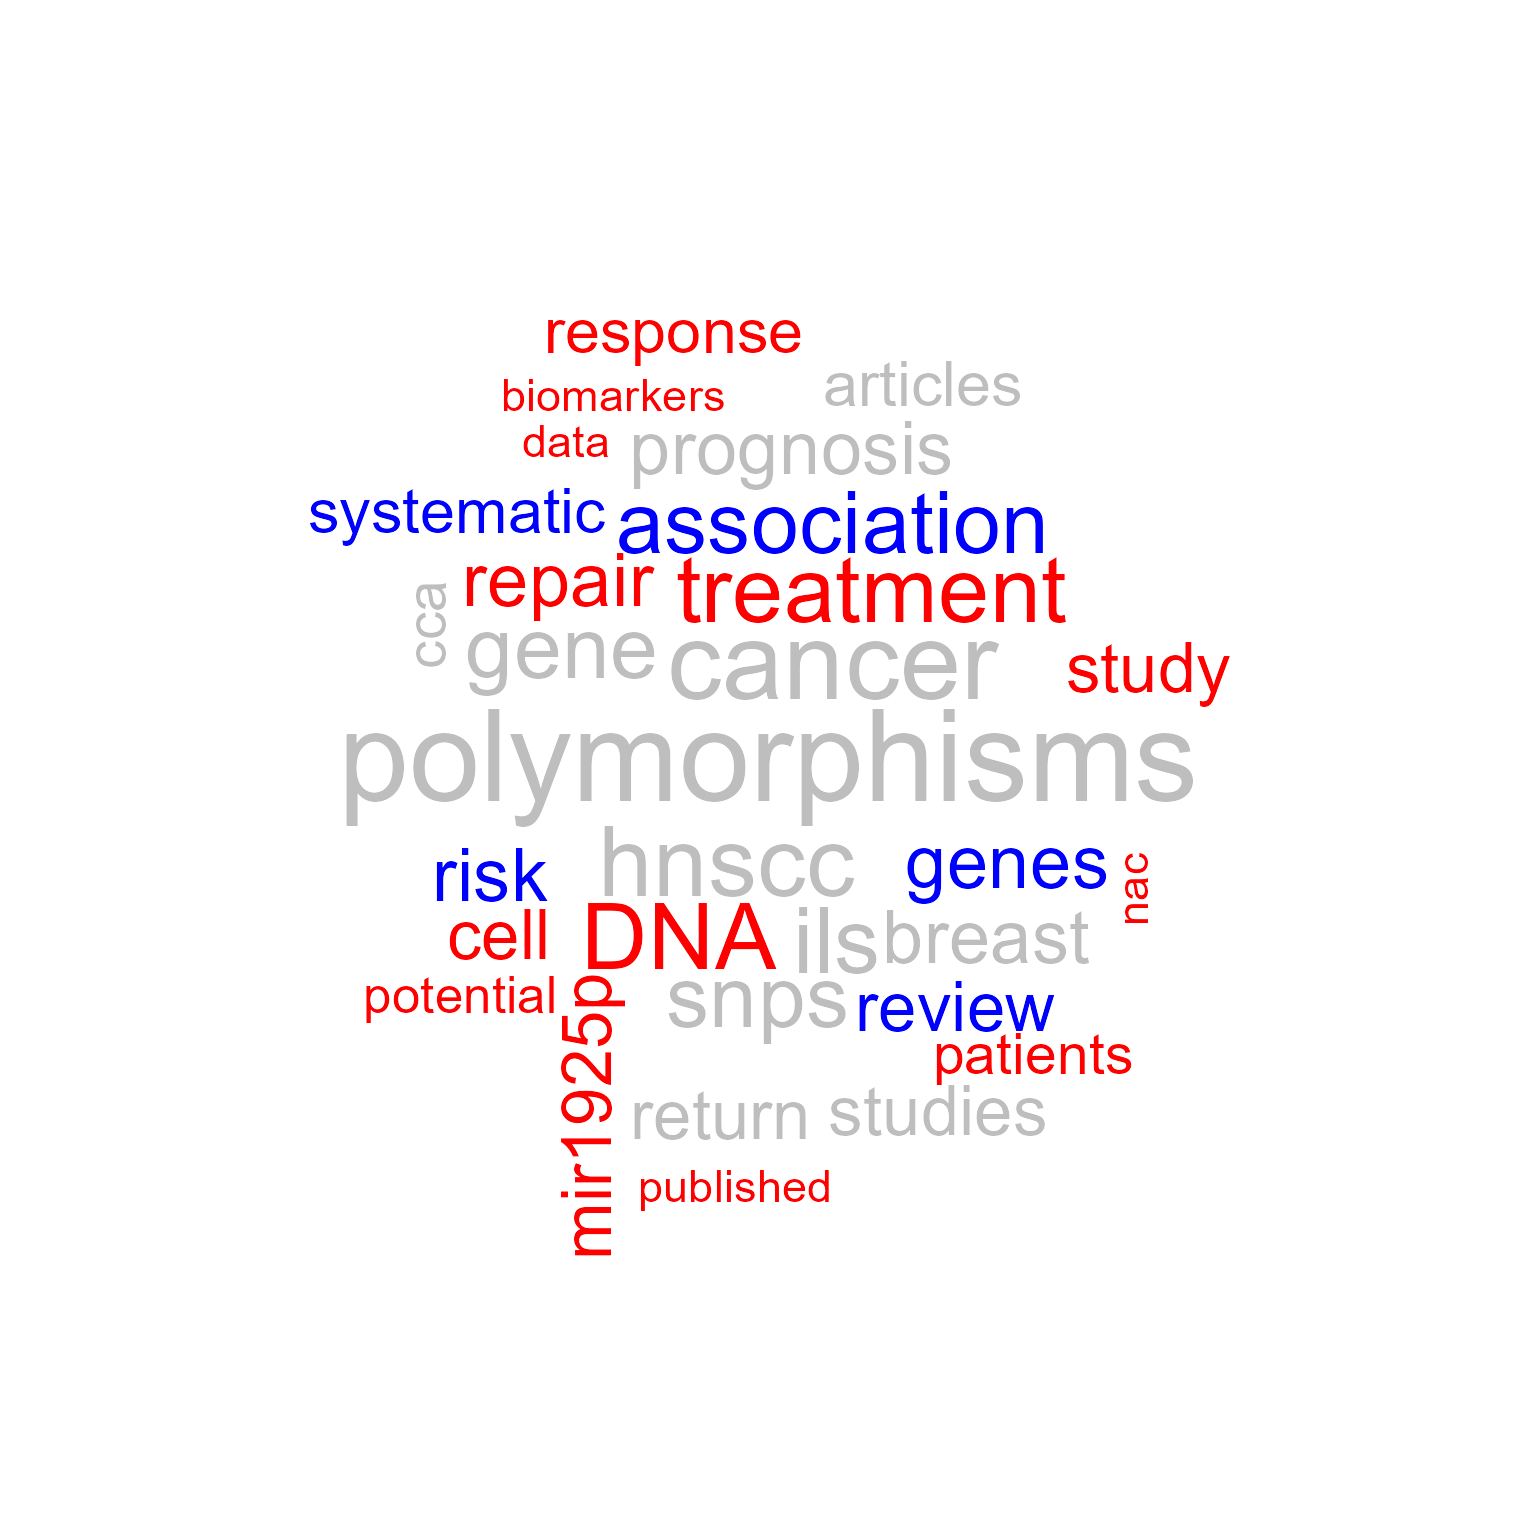 response
articles
biomarkers
data prognosis
systematic association
repair treatment
cca gene cancer study
polymorphisms
risk hnscc genes nac
cell DNA ils breast
potential snps review
patients
mir1925p return studies
published